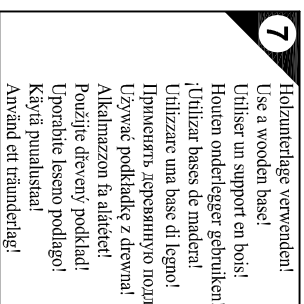 7
Holzunterlage verwenden!
Use a wooden base!
Utiliser un support en bois!
Houten onderlegger gebruiken!
¡Utilizar bases de madera!
Utilizzare una base di legno!
Применять деревянную подл
Używać podkładkę z drewna!
Alkalmazzon fa alátétet!
Použijte dřevený podklad!
Uporabite leseno podlago!
Käytä puualustaa!
Använd ett träunderlag!